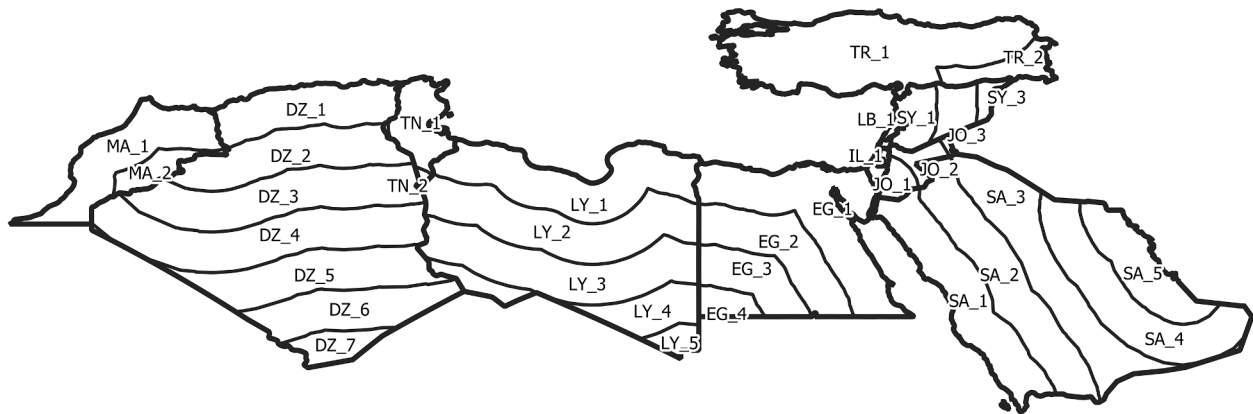 TR_1
TR_2
SY_3
DZ_1
LB_1
SY_1
TN_1
JO_3
MA_1
DZ_2
IL_1
JO_2
MA_2
TN_2
JO_1
DZ_3
SA_3
LY_1
EG_1
LY_2
DZ_4
EG_2
EG_3
SA_5
DZ_5
SA_2
LY_3
SA_1
DZ_6
LY_4
EG_4
SA_4
DZ_7
LY_5